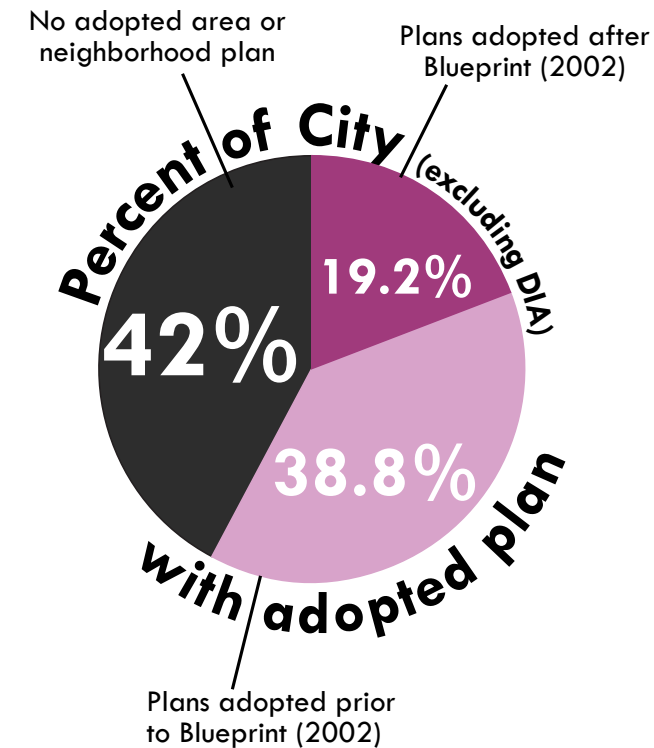 No adopted area or
neighborhood plan
Plans adopted after
Blueprint (2002)
Percent of City (excluding DIA)
19.2%
42%
38.8%
with adopted plan
Plans adopted prior
to Blueprint (2002)